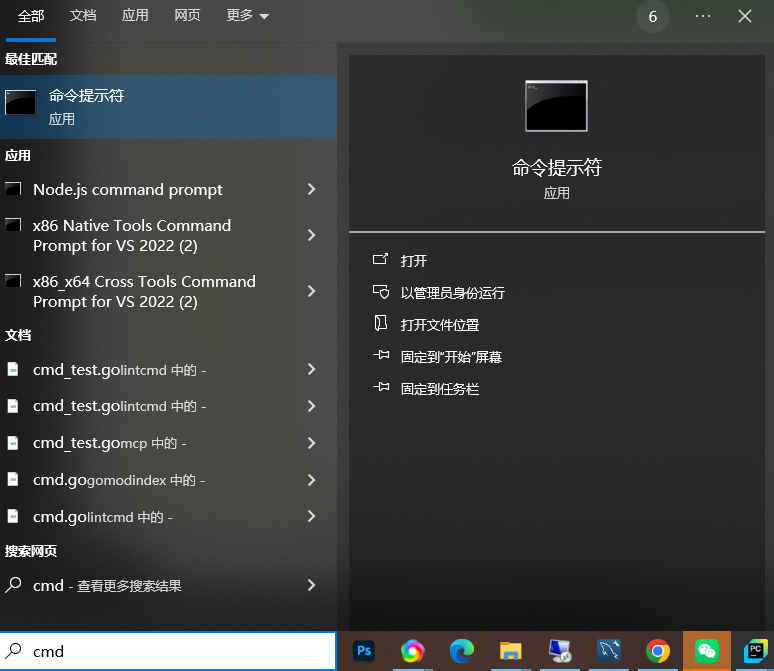 全部 文档 应用 网页 更多 6 ···
最佳匹配
命令提示符
应用
应用
Node.js command prompt
x86 Native Tools Command
Prompt for VS 2022 (2)
x86_x64 Cross Tools Command
Prompt for VS 2022 (2)
文档
cmd_test.golintcmd 中的 -
cmd_test.golintcmd 中的 -
cmd_test.gomcp 中的 -
cmd.gogomodindex 中的 -
cmd.golintcmd 中的 -
搜索网页
cmd - 查看更多搜索结果
命令提示符
应用
打开
以管理员身份运行
打开文件位置
固定到“开始”屏幕
固定到任务栏
cmd
Ps
PC